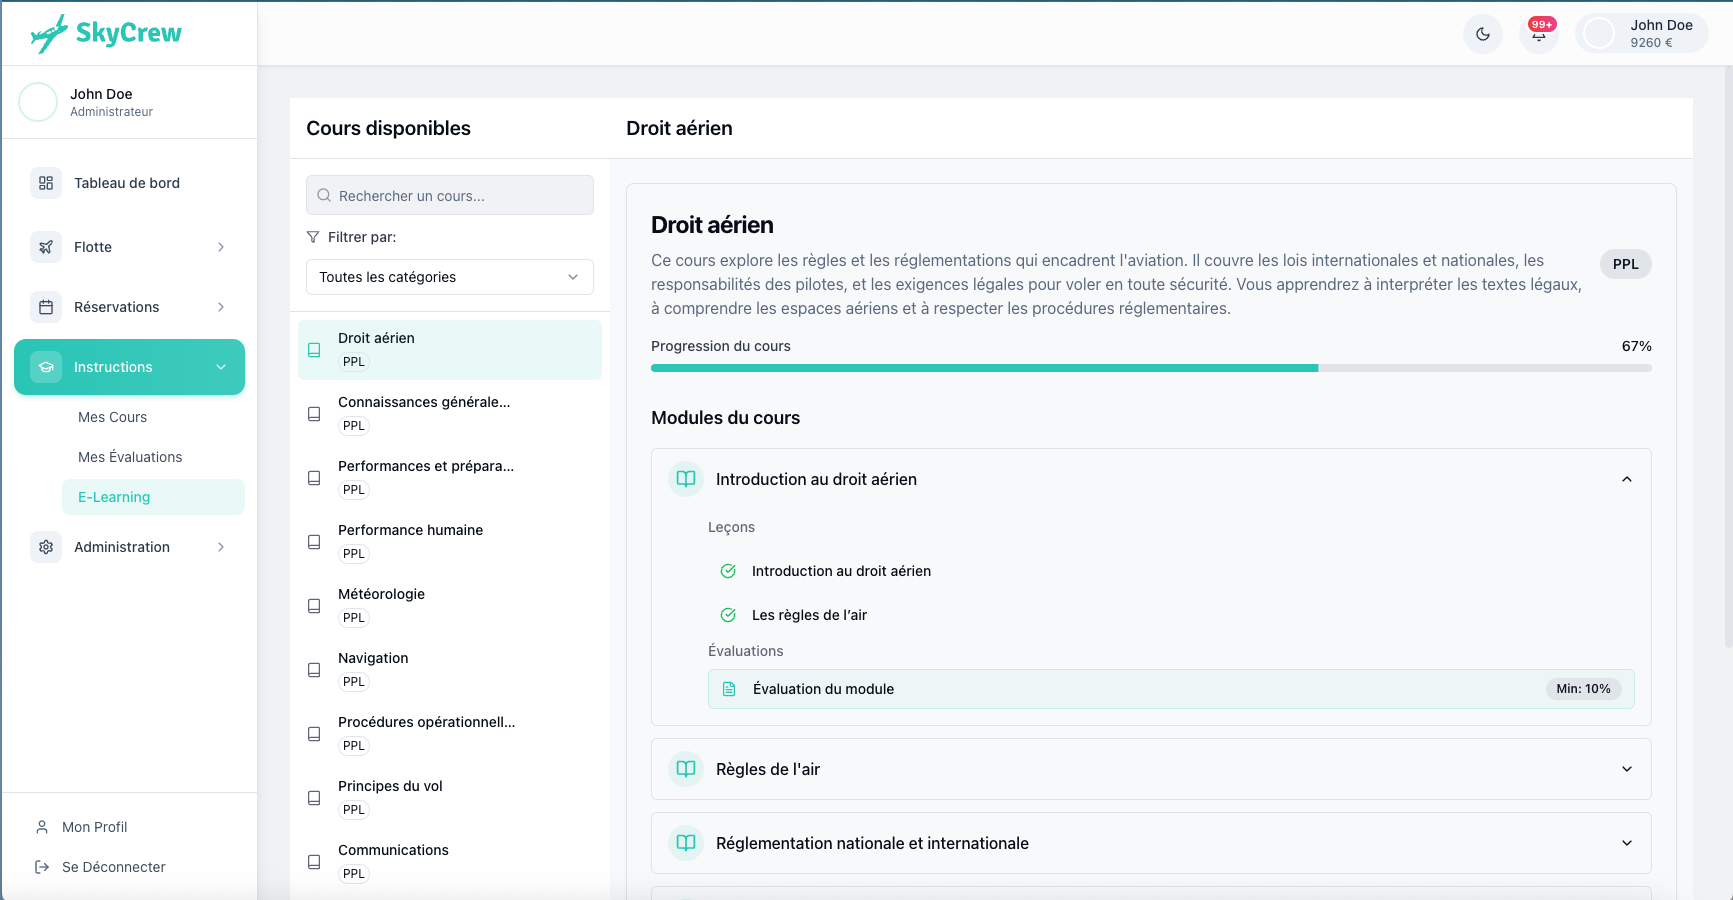 SkyCrew
99+
John Doe
9260 €
John Doe
Administrateur
Tableau de bord
Flotte
Réservations
Instructions
Mes Cours
Mes Évaluations
E-Learning
Administration
Mon Profil
Se Déconnecter
Cours disponibles
Rechercher un cours...
Filtrer par:
Toutes les catégories
Droit aérien
PPL
Connaissances générale...
PPL
Performances et prépara...
PPL
Performance humaine
PPL
Météorologie
PPL
Navigation
PPL
Procédures opérationnell...
PPL
Principes du vol
PPL
Communications
PPL
Droit aérien
Droit aérien
Ce cours explore les règles et les réglementations qui encadrent l'aviation. Il couvre les lois internationales et nationales, les
responsabilités des pilotes, et les exigences légales pour voler en toute sécurité. Vous apprendrez à interpréter les textes légaux,
à comprendre les espaces aériens et à respecter les procédures réglementaires.
PPL
Progression du cours
67%
Modules du cours
Introduction au droit aérien
Leçons
Introduction au droit aérien
Les règles de l’air
Évaluations
Évaluation du module
Min: 10%
Règles de l'air
Réglementation nationale et internationale